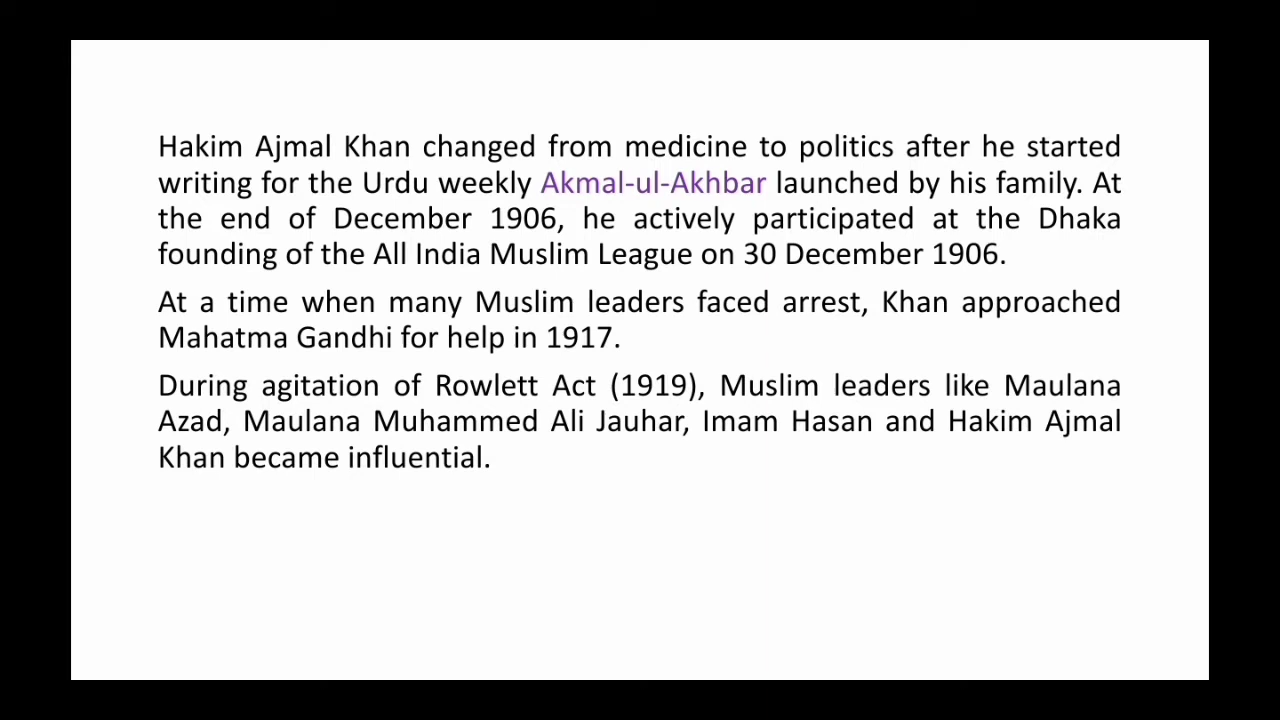 Hakim Ajmal Khan changed from medicine to politics after he started
writing for the Urdu weekly Akmal-ul-Akhbar launched by his family. At
the end of December 1906, he actively participated at the Dhaka
founding of the All India Muslim League on 30 December 1906.
At a time when many Muslim leaders faced arrest, Khan approached
Mahatma Gandhi for help in 1917.
During agitation of Rowlett Act (1919), Muslim leaders like Maulana
Azad, Maulana Muhammed Ali Jauhar, Imam Hasan and Hakim Ajmal
Khan became influential.